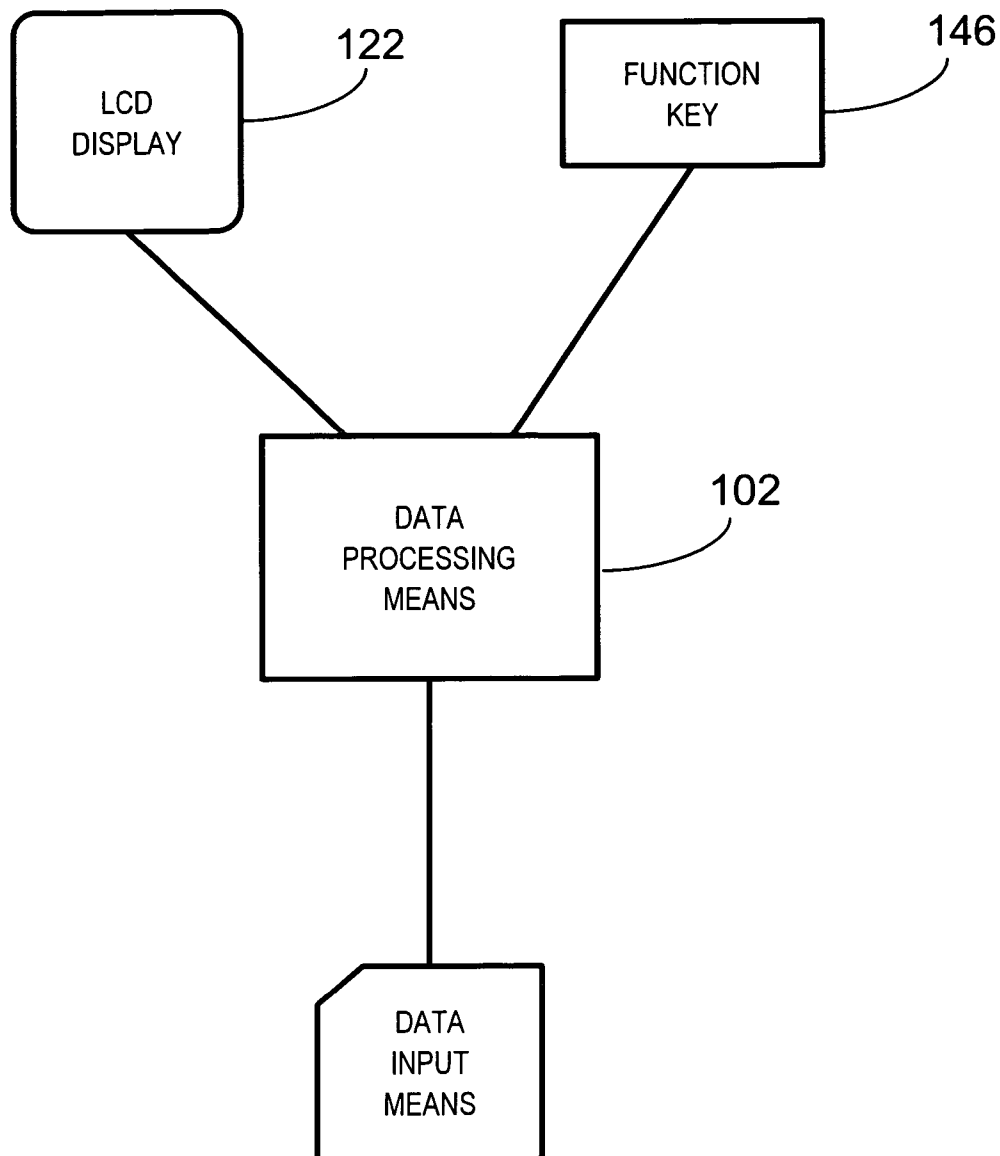 122
LCD
DISPLAY
146
FUNCTION
KEY
102
DATA
PROCESSING
MEANS
DATA
INPUT
MEANS